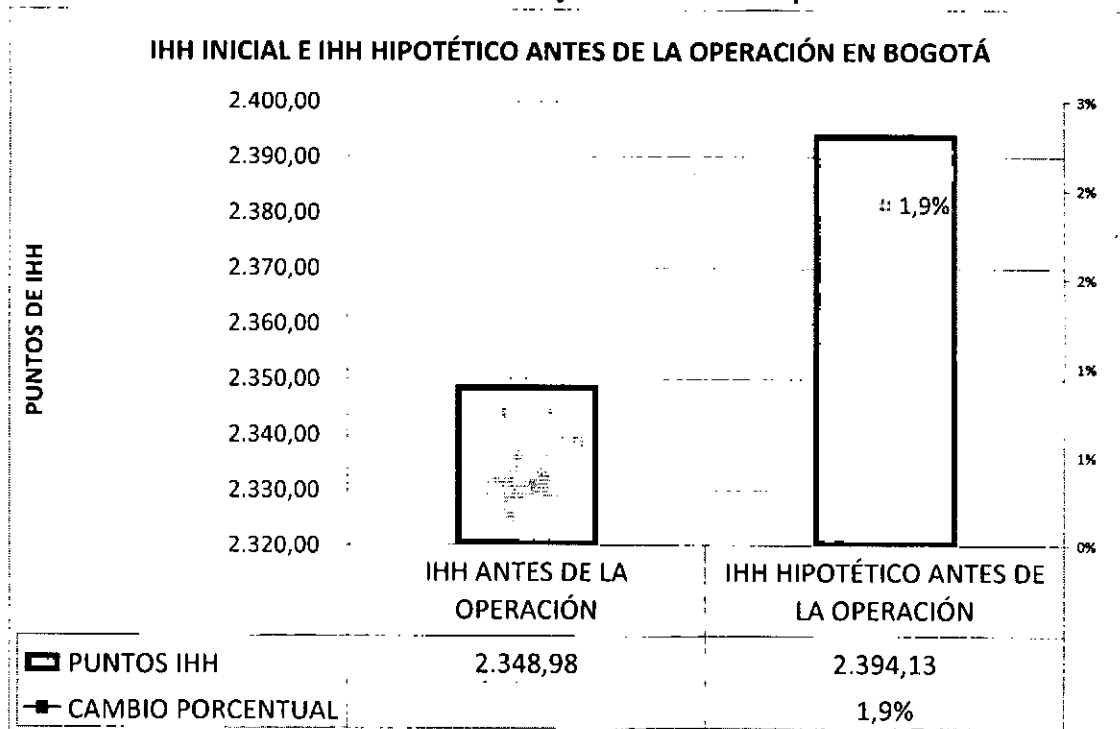 IHH INICIAL E IHH HIPOTÉTICO ANTES DE LA OPERACIÓN EN BOGOTÁ
PUNTOS DE IHH
2.400,00
2.390,00
2.380,00
2.370,00
2.360,00
2.350,00
2.340,00
2.330,00
2.320,00
3%
2%
2%
1%
1%
0%
1,9%
IHH ANTES DE LA
OPERACIÓN
IHH HIPOTÉTICO ANTES DE
LA OPERACIÓN
PUNTOS IHH 2.348,98 2.394,13
CAMBIO PORCENTUAL 1,9%